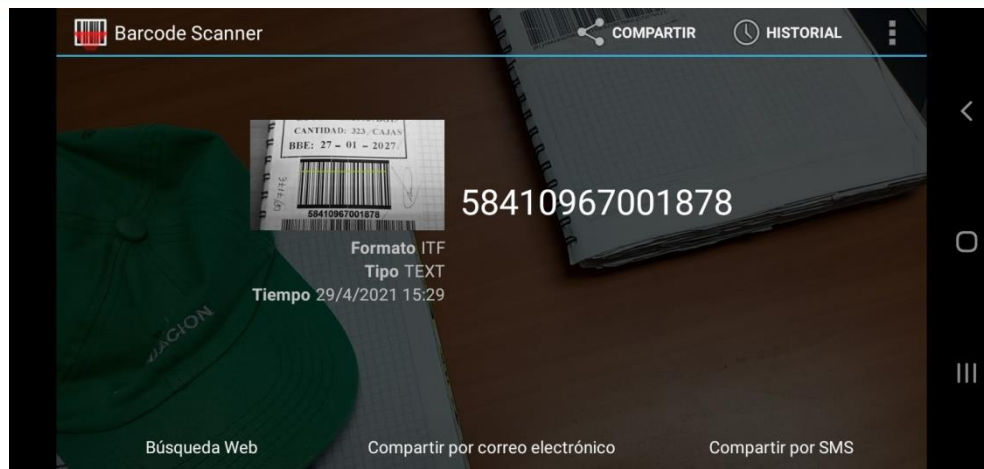 Barcode Scanner
COMPARTIR
HISTORIAL
CANTIDAD: 323 CAJAS
BBE: 27 - 01 - 2027
58410967001878
58410967001878
Formato ITF
Tipo TEXT
Tiempo 29/4/2021 15:29
Búsqueda Web
Compartir por correo electrónico
Compartir por SMS